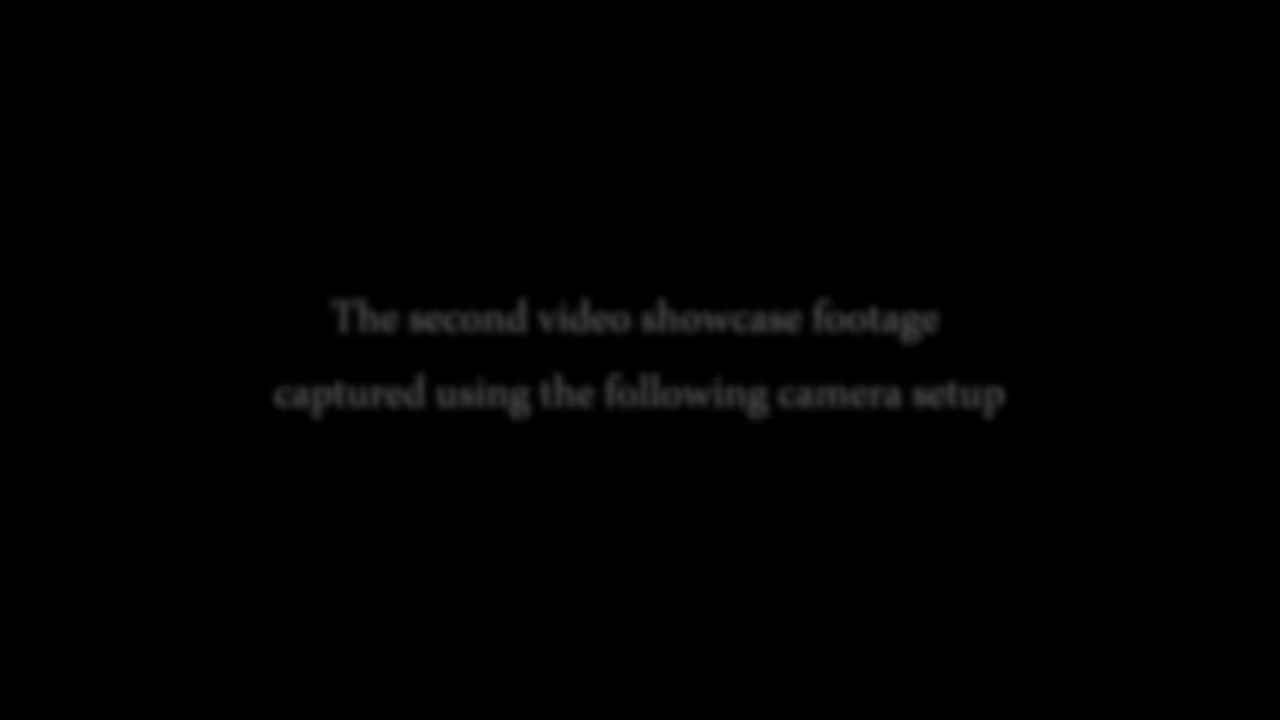 The second video showcase footage
captured using the following camera setup